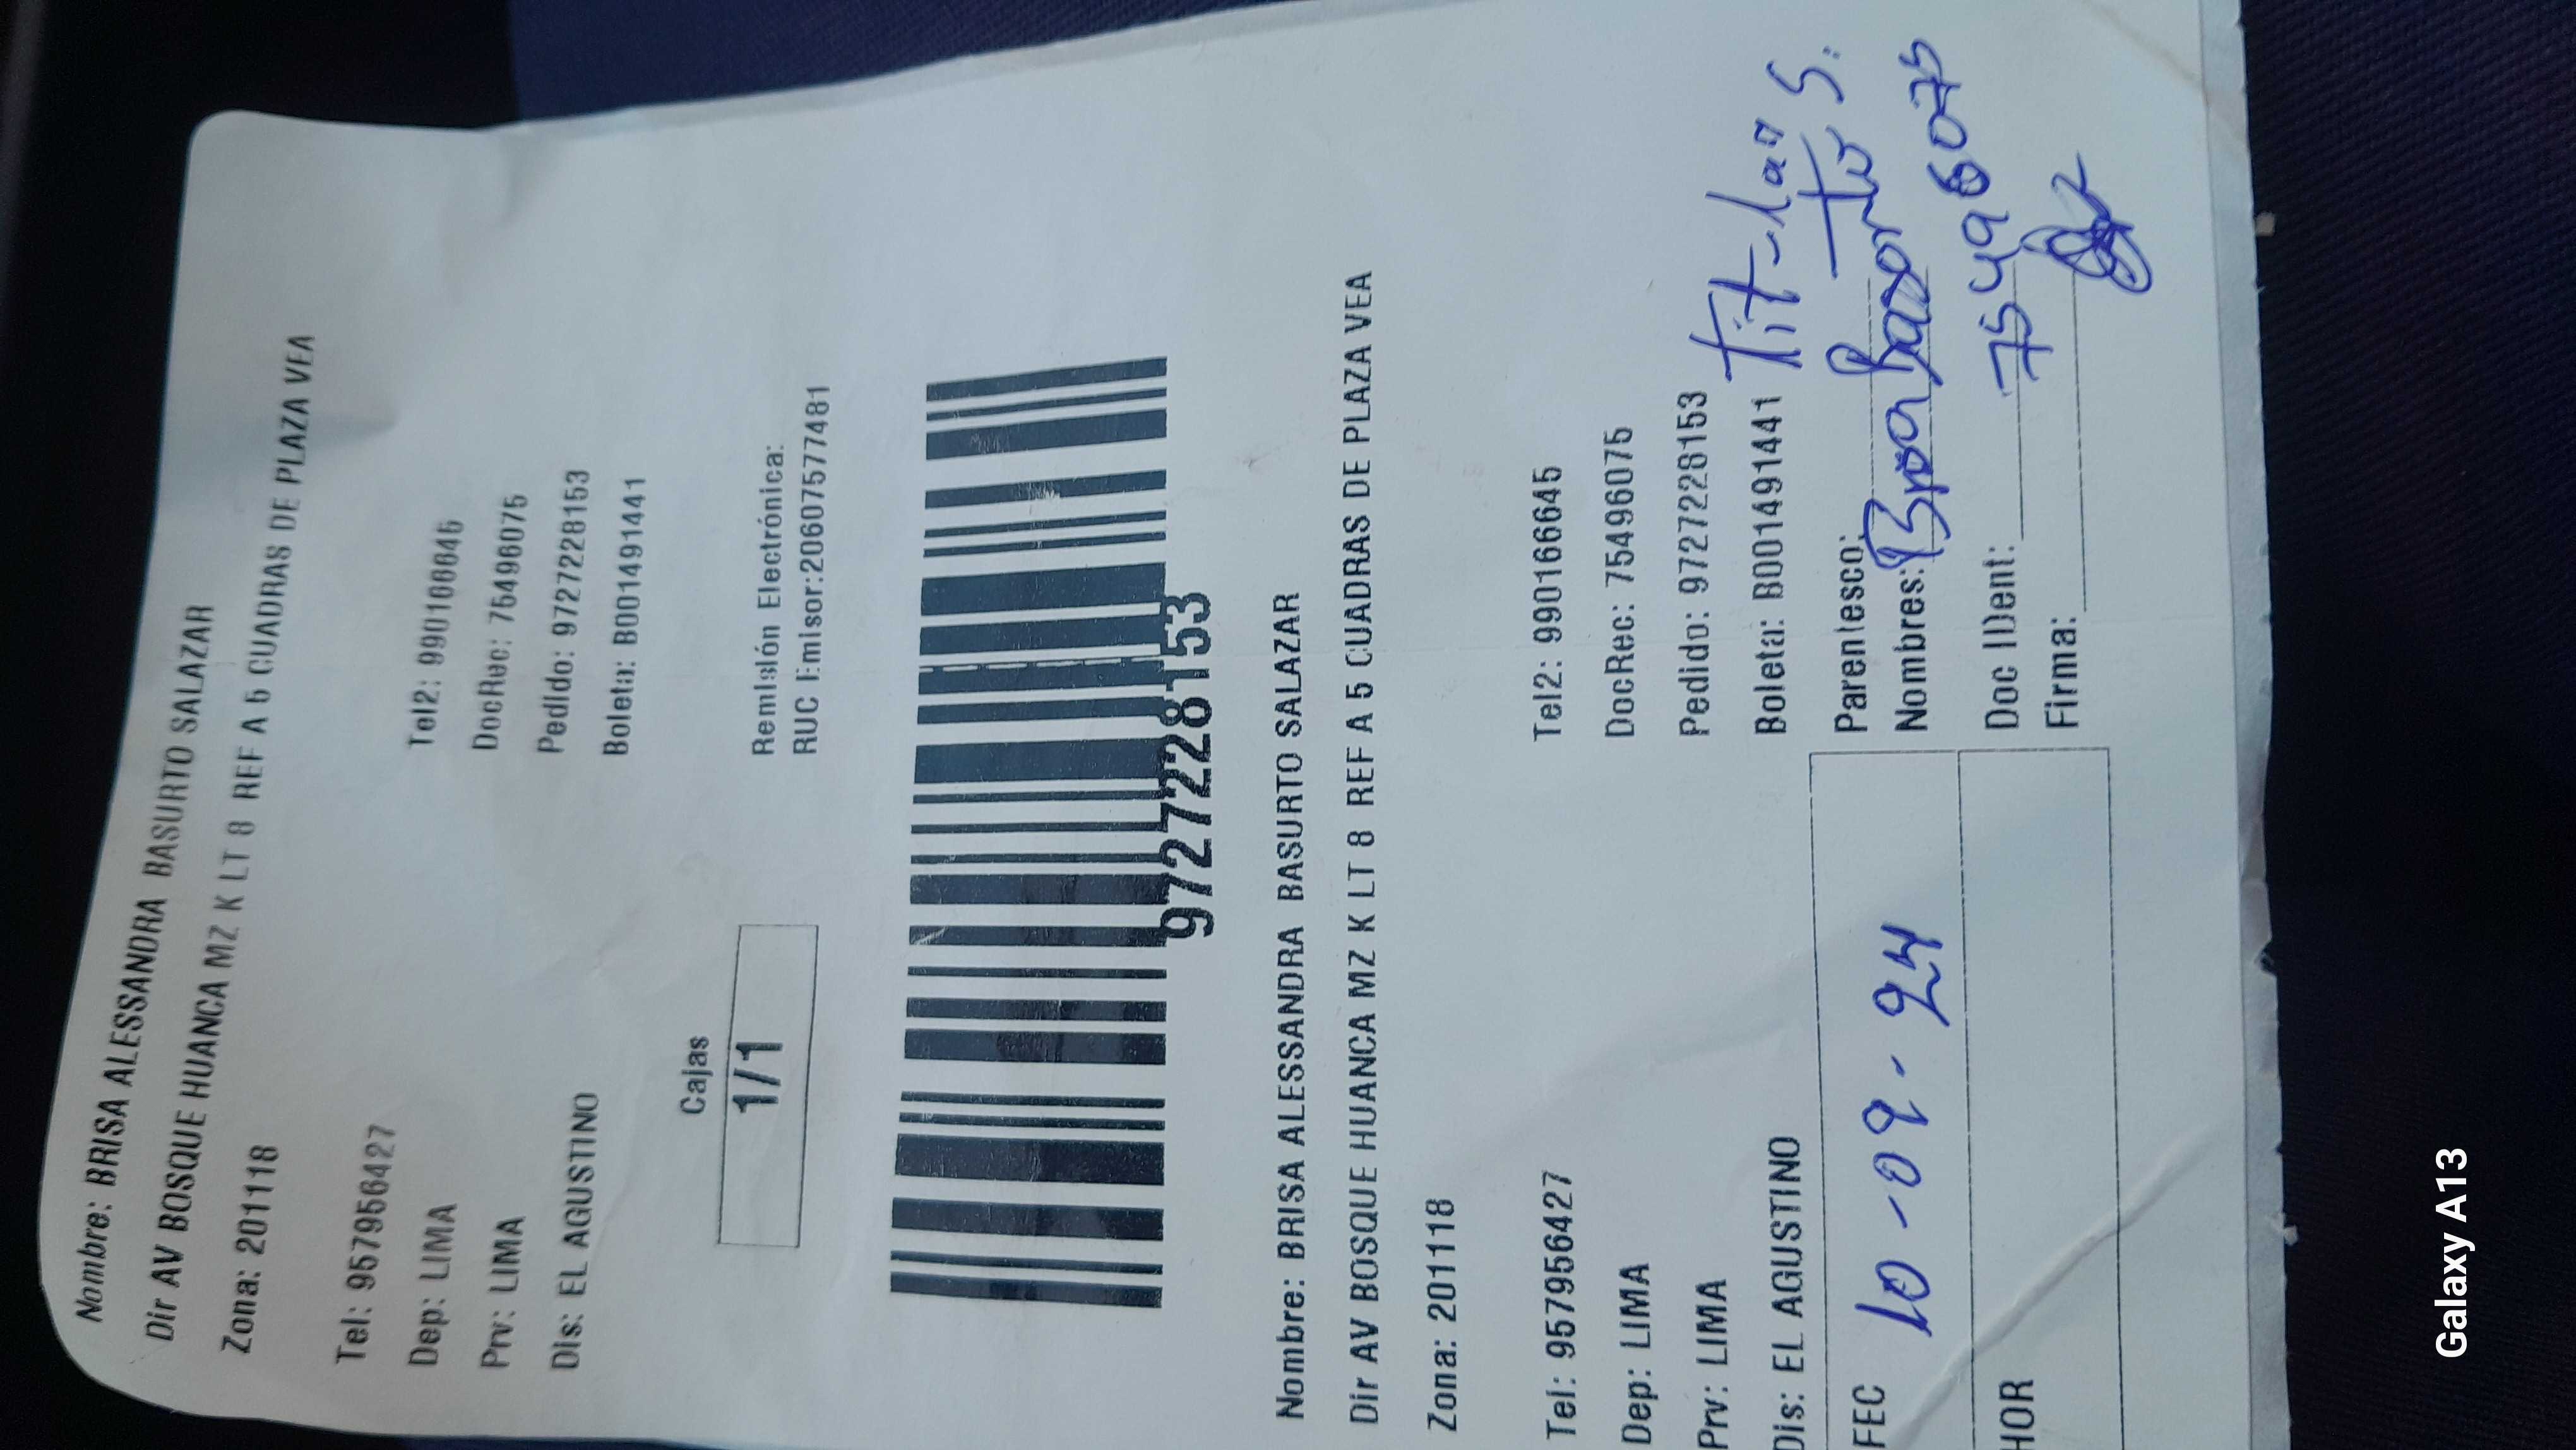 Nombre: BRISA ALESSANDRA BASURTO SALAZAR
Dir AV BOSQUE HUANCA MZ K LT 8 REF A 5 CUADRAS DE PLAZA VEA
Zona: 201118
Tel: 957956427 Tel2: 990166645
Dep: LIMA DocRec: 75496075
Prv: LIMA Pedido: 9727228153
Dis: EL AGUSTINO Boleta: B001491441
Cajas
1/1
Remisión Electrónica:
RUC Emisor:20607577481
9727228153
Nombre: BRISA ALESSANDRA BASURTO SALAZAR
Dir AV BOSQUE HUANCA MZ K LT 8 REF A 5 CUADRAS DE PLAZA VEA
Zona: 201118
Tel: 957956427 Tel2: 990166645
Dep: LIMA DocRec: 75496075
Prv: LIMA Pedido: 9727228153
Dis: EL AGUSTINO Boleta: B001491441
FEC 10-09-24
HOR
Parentesco: Titular
Nombres:
Doc IDent: 75496075
Firma:
Galaxy A13